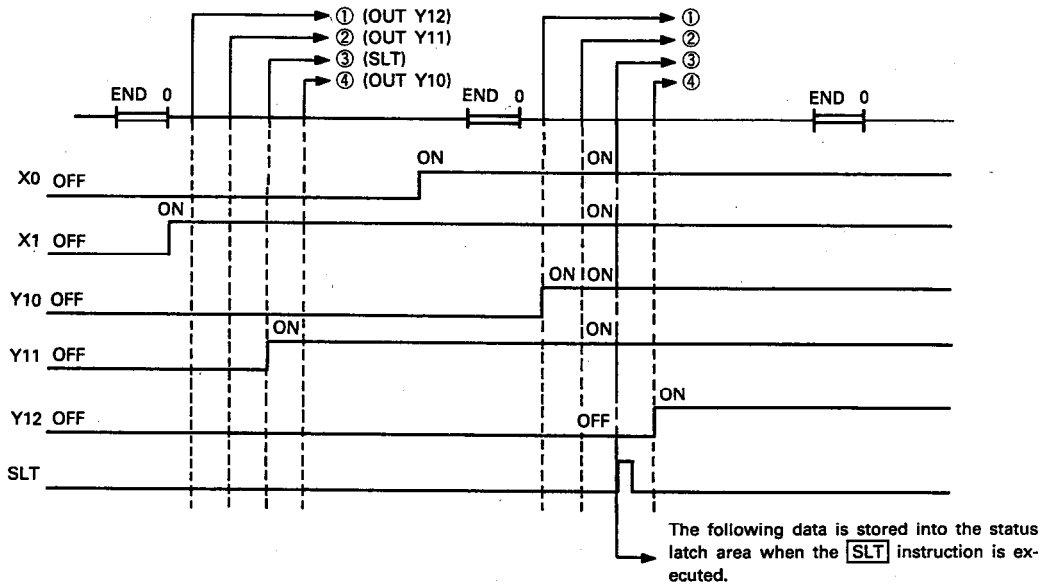 ① (OUT Y12) ①
② (OUT Y11) ②
③ (SLT) ③
④ (OUT Y10) ④
END 0 END 0 END 0
X0 OFF ON ON
X1 OFF ON ON
Y10 OFF ON ON
Y11 OFF ON ON
Y12 OFF OFF ON
SLT
The following data is stored into the status
latch area when the SLT instruction is ex-
ecuted.